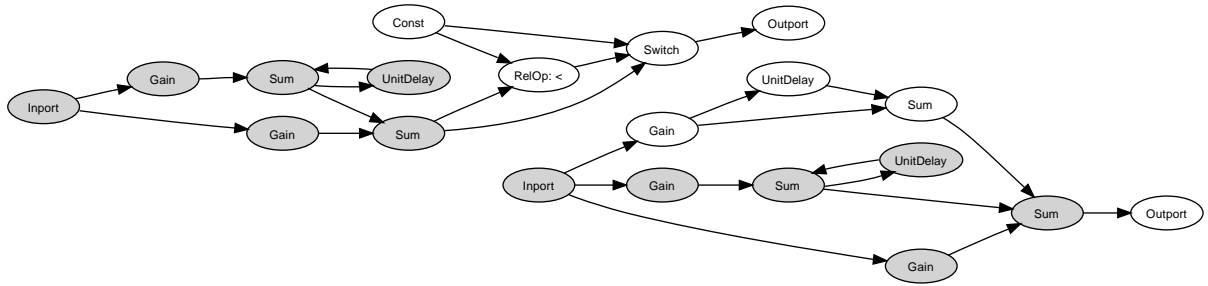 Const
Outport
Switch
Gain
Sum
UnitDelay
RelOp: <
Inport
Gain
Sum
UnitDelay
Sum
Gain
UnitDelay
Inport
Gain
Sum
Sum
Outport
Gain